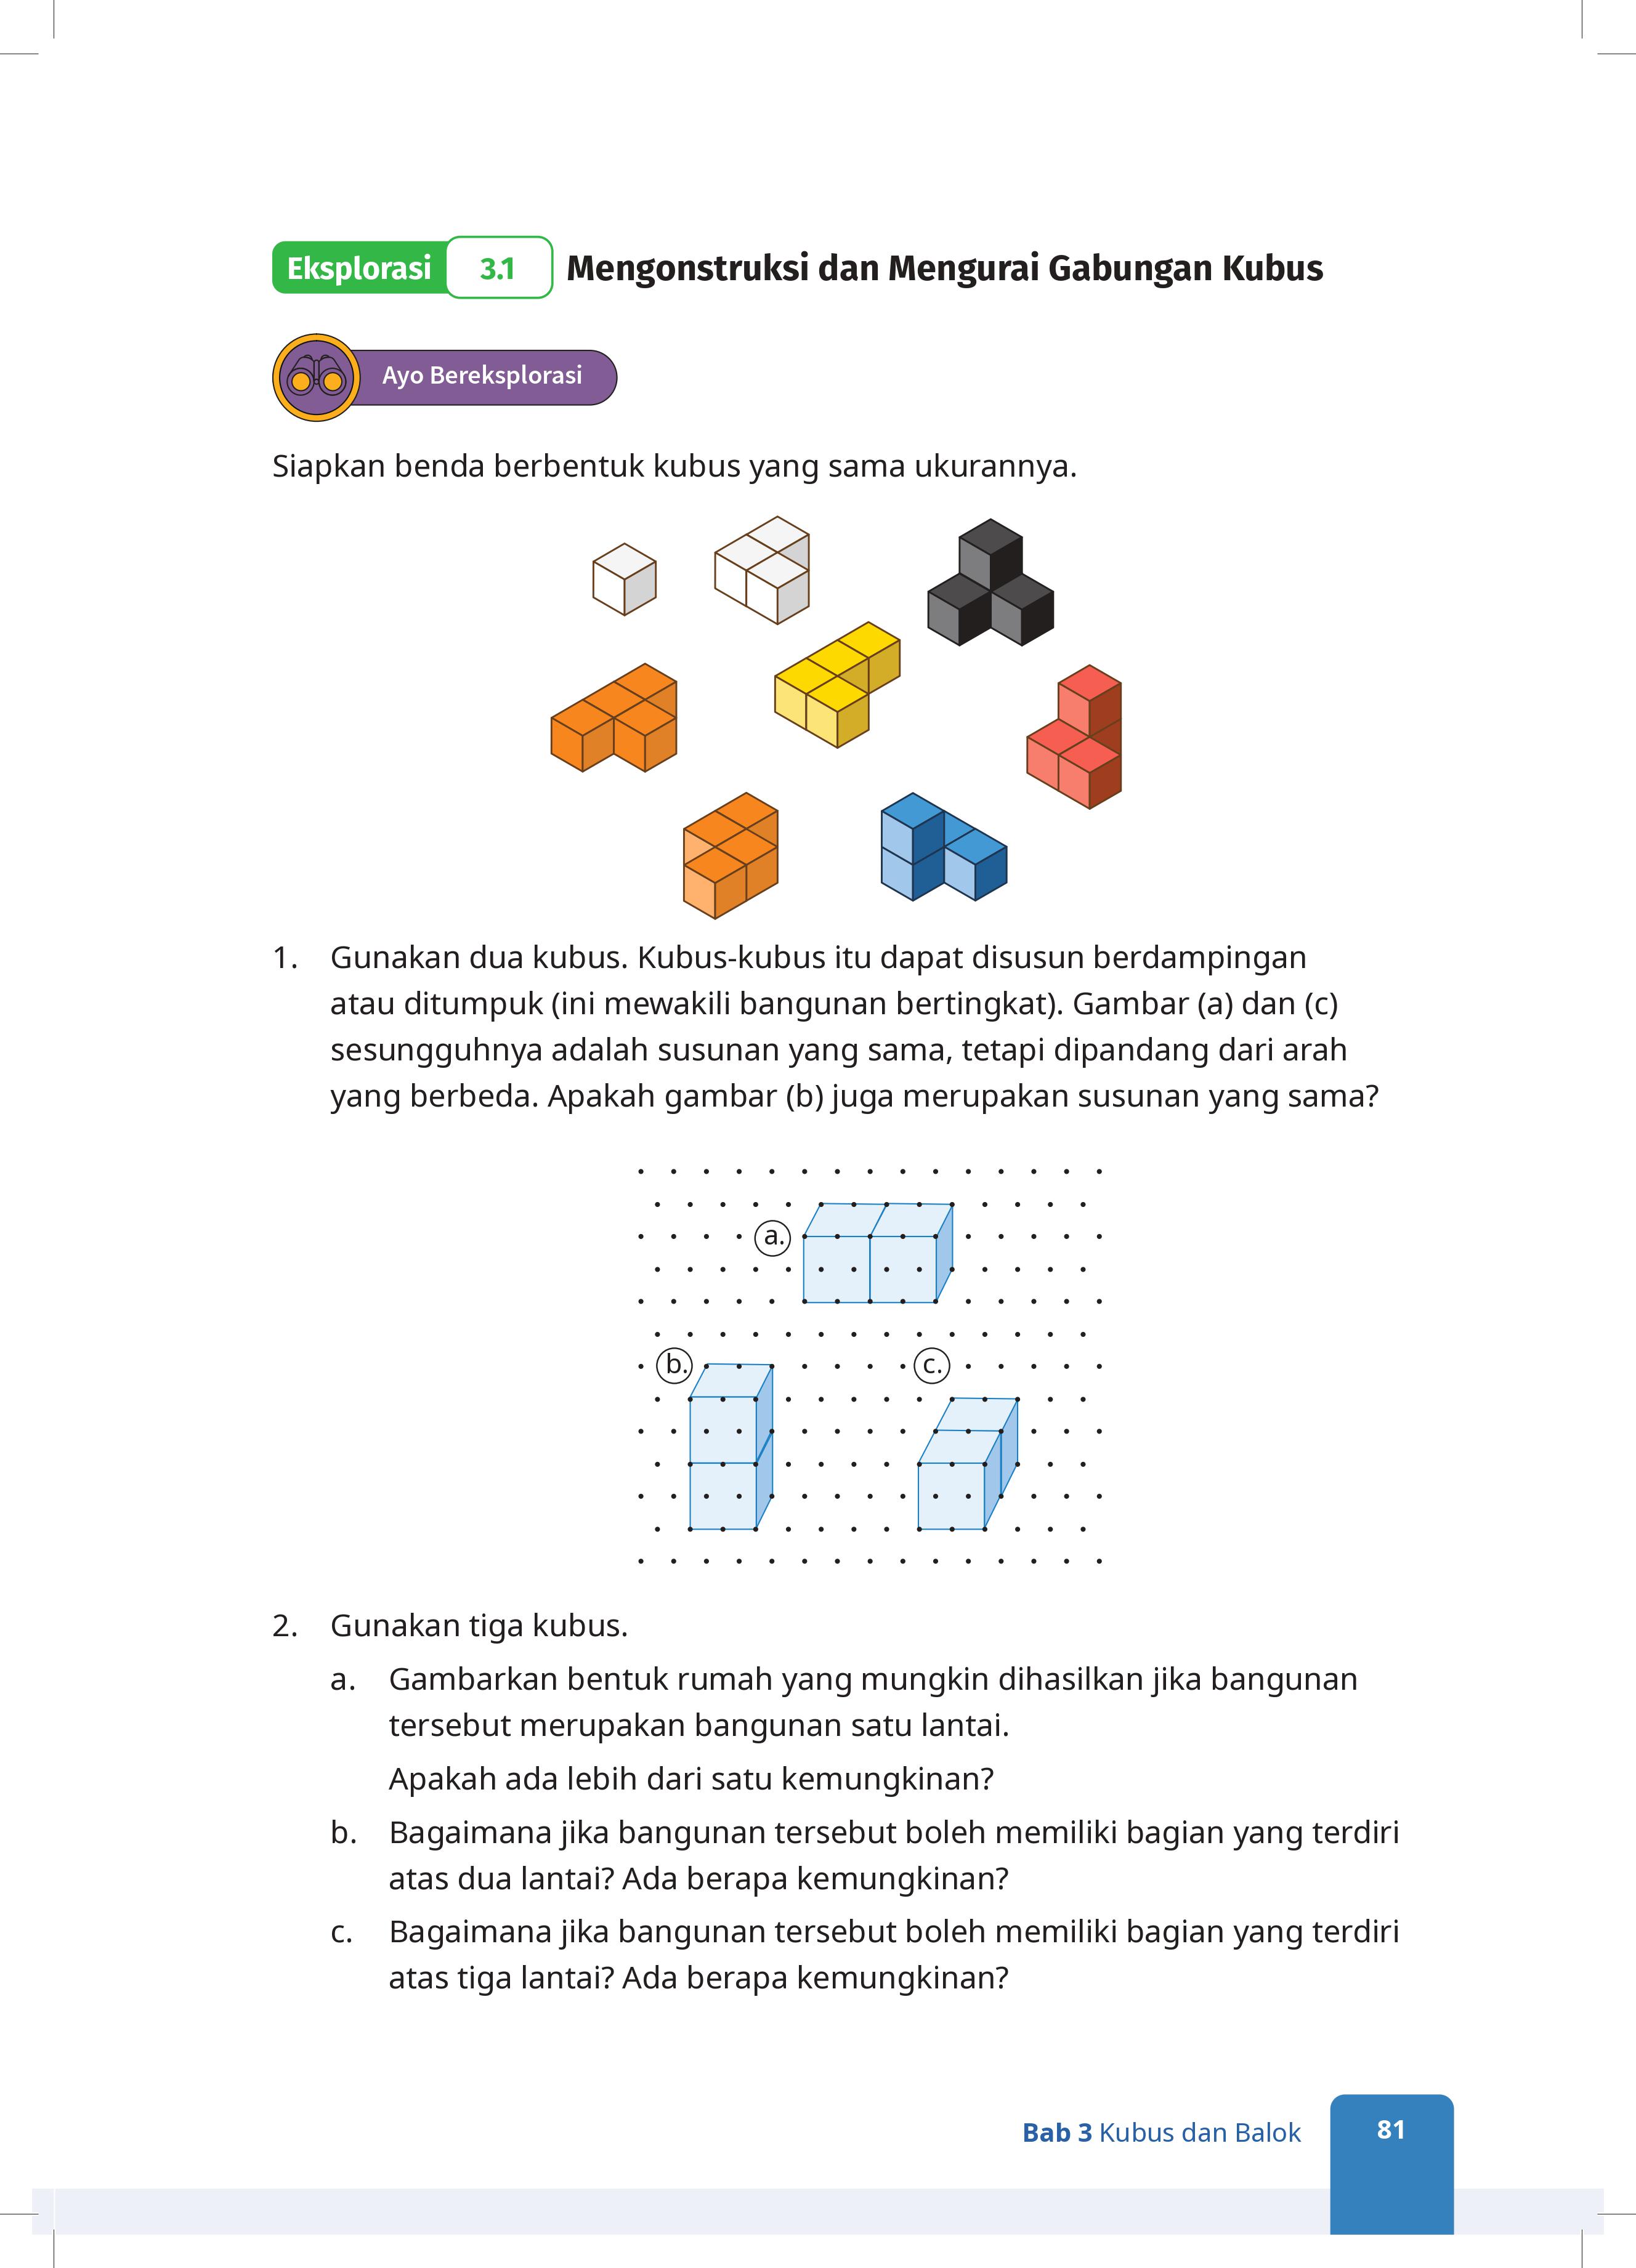 Eksplorasi 3.1 Mengonstruksi dan Mengurai Gabungan Kubus
Ayo Bereksplorasi
Siapkan benda berbentuk kubus yang sama ukurannya.
1. Gunakan dua kubus. Kubus-kubus itu dapat disusun berdampingan
atau ditumpuk (ini mewakili bangunan bertingkat). Gambar (a) dan (c)
sesungguhnya adalah susunan yang sama, tetapi dipandang dari arah
yang berbeda. Apakah gambar (b) juga merupakan susunan yang sama?
a.
b.
c.
2. Gunakan tiga kubus.
a. Gambarkan bentuk rumah yang mungkin dihasilkan jika bangunan
tersebut merupakan bangunan satu lantai.
Apakah ada lebih dari satu kemungkinan?
b. Bagaimana jika bangunan tersebut boleh memiliki bagian yang terdiri
atas dua lantai? Ada berapa kemungkinan?
c. Bagaimana jika bangunan tersebut boleh memiliki bagian yang terdiri
atas tiga lantai? Ada berapa kemungkinan?
Bab 3 Kubus dan Balok
81